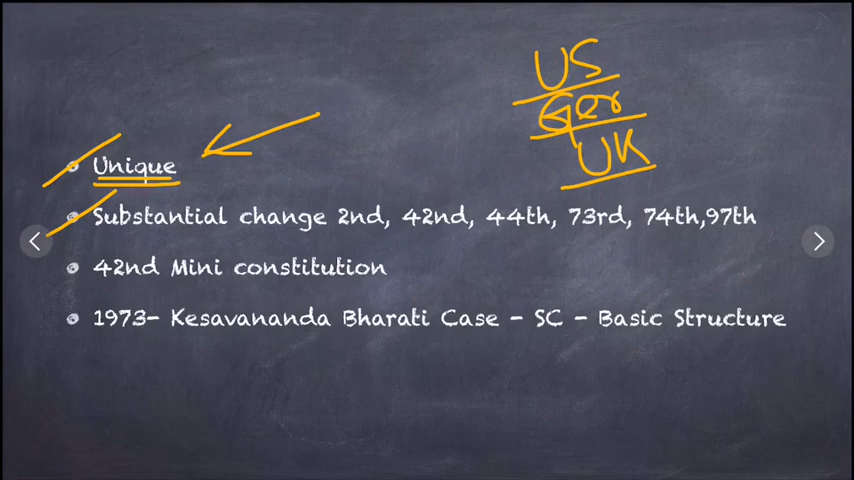 US
Ger
UK
Unique
Substantial change 2nd, 42nd, 44th, 73rd, 74th,97th
42nd Mini constitution
1973- Kesavananda Bharati Case - SC - Basic Structure